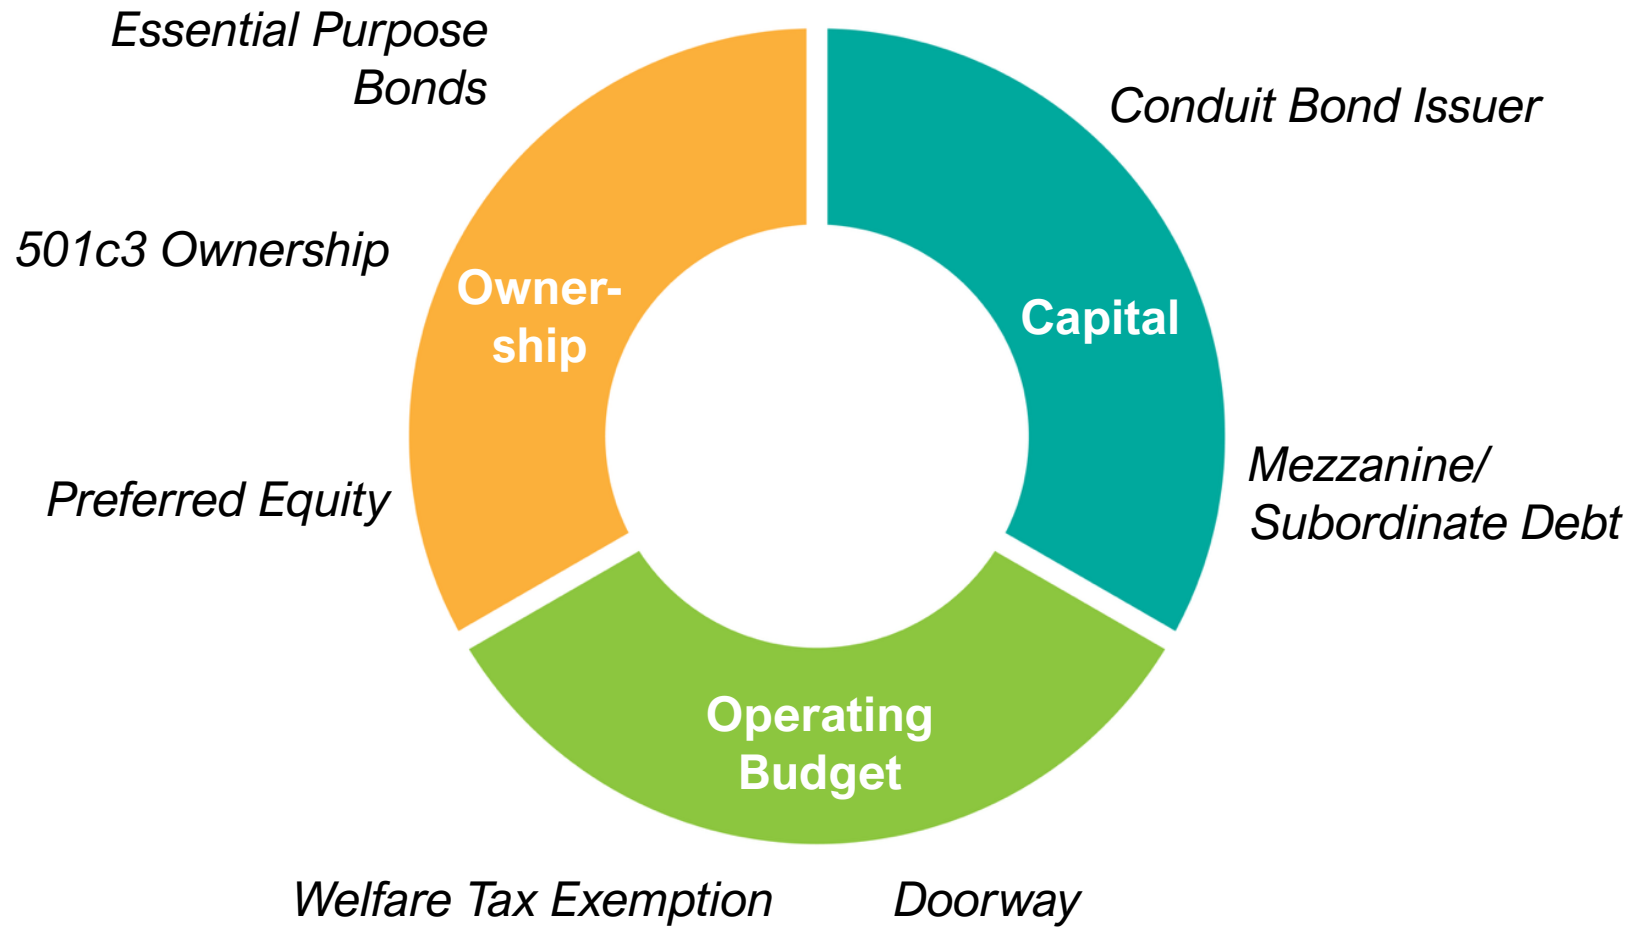 Essential Purpose
Bonds
Conduit Bond Issuer
501c3 Ownership
Owner-
ship
Capital
Preferred Equity
Mezzanine/
Subordinate Debt
Operating
Budget
Welfare Tax Exemption
Doorway